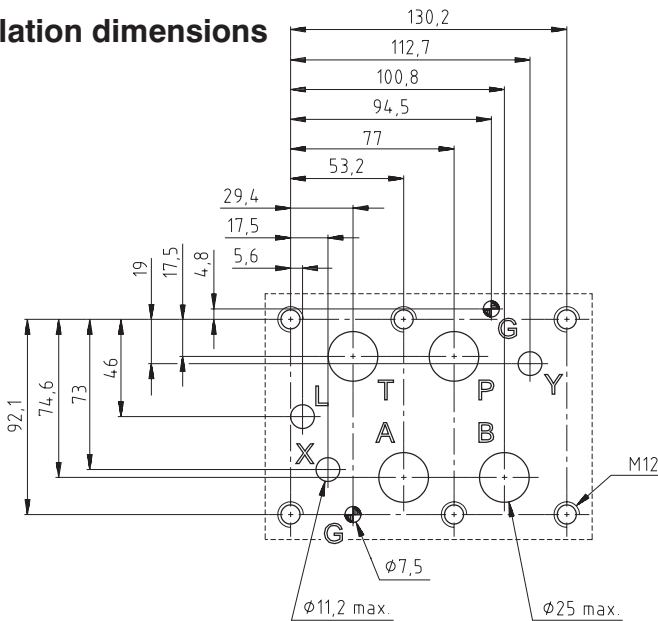 lation dimensions
130,2
112,7
100,8
94,5
77
53,2
29,4
17,5
5,6
4,8
17,5
19
G
L
T
P
Y
A
B
X
46
73
74,6
92,1
M12
G
Ø7,5
Ø11,2 max.
Ø25 max.